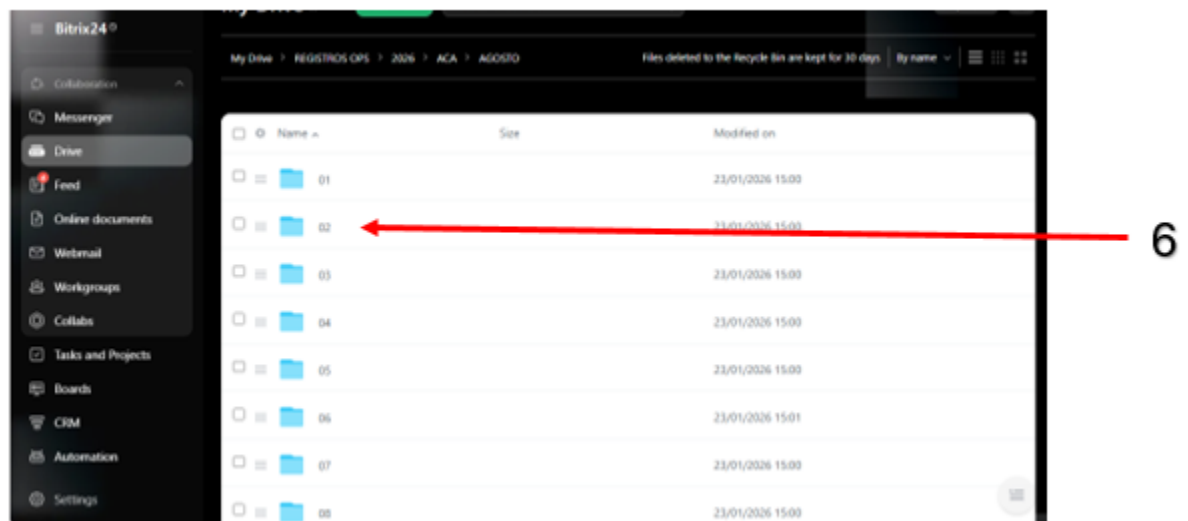 My Drive
Bitrix24
My Drive > REGISTROS OPS > 2026 > ACA > AGOSTO
Files deleted to the Recycle Bin are kept for 30 days
By name
Collaboration
Messenger
Drive
Feed
Online documents
Webmail
Workgroups
Collabs
Tasks and Projects
Boards
CRM
Automation
Settings
Name Size Modified on
01 23/01/2026 15:00
02 23/01/2026 15:00
03 23/01/2026 15:00
04 23/01/2026 15:00
05 23/01/2026 15:00
06 23/01/2026 15:01
07 23/01/2026 15:00
08 23/01/2026 15:00
6